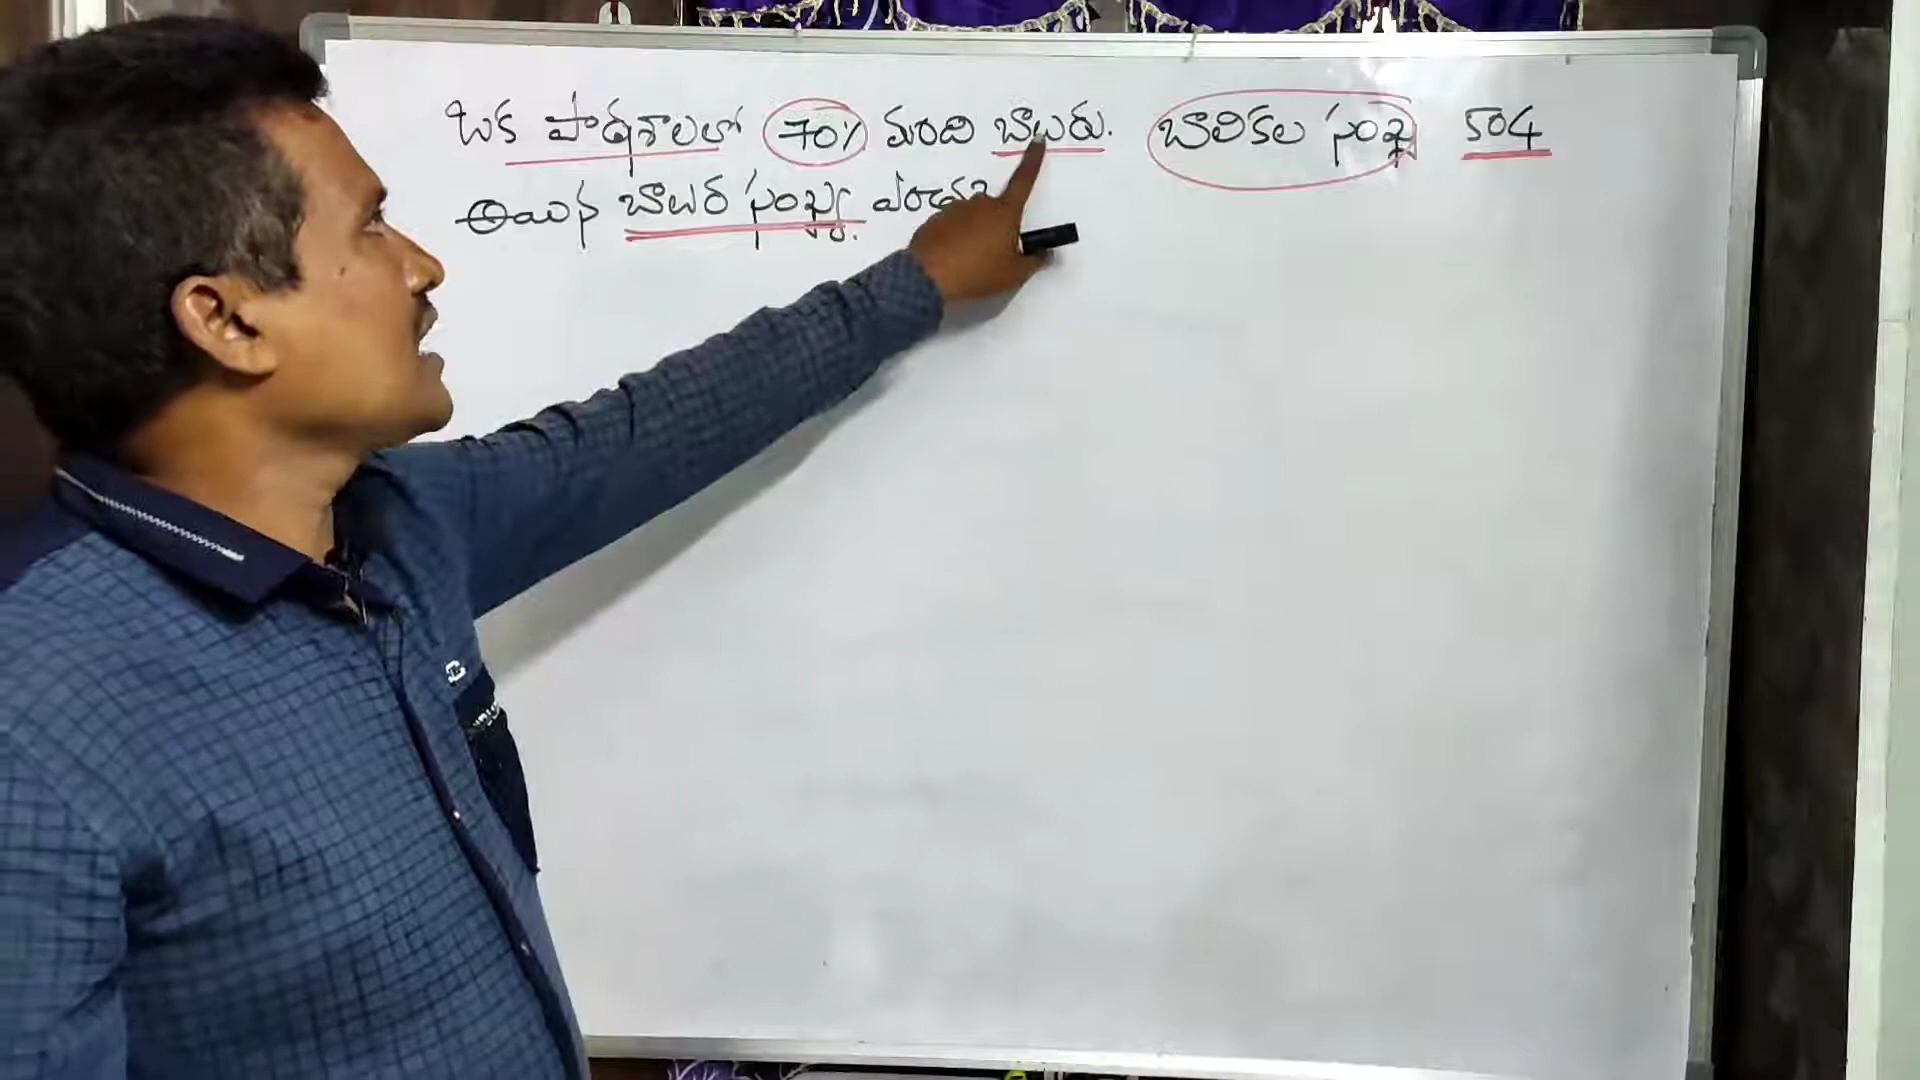 ఒక పాఠశాలలో 70% మంది బాలురు. బాలికల సంఖ్య 504
అయిన బాలుర సంఖ్య ఎంత?